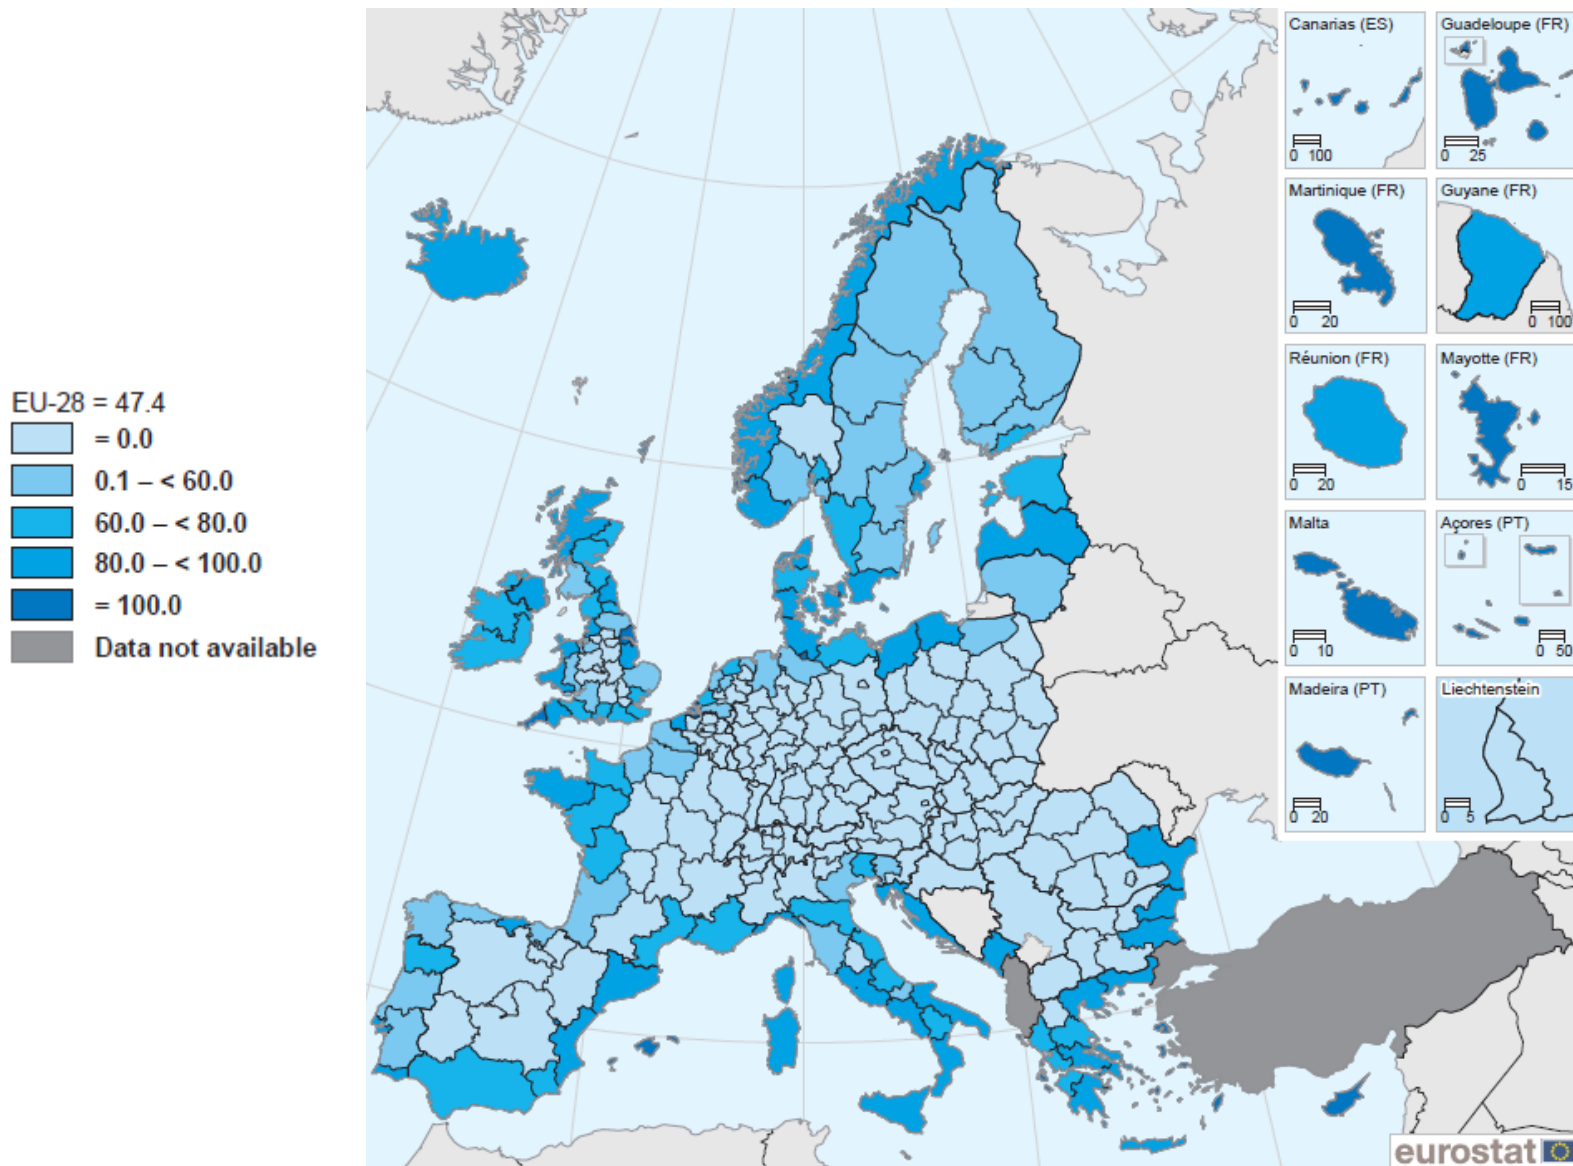 EU-28 = 47.4
= 0.0
0.1 – < 60.0
60.0 – < 80.0
80.0 – < 100.0
= 100.0
Data not available
Canarias (ES)
0 100
Guadeloupe (FR)
0 25
Martinique (FR)
0 20
Guyane (FR)
0 100
Réunion (FR)
0 20
Mayotte (FR)
0 15
Malta
0 10
Açores (PT)
0 50
Madeira (PT)
0 20
Liechtenstein
0 5
eurostat